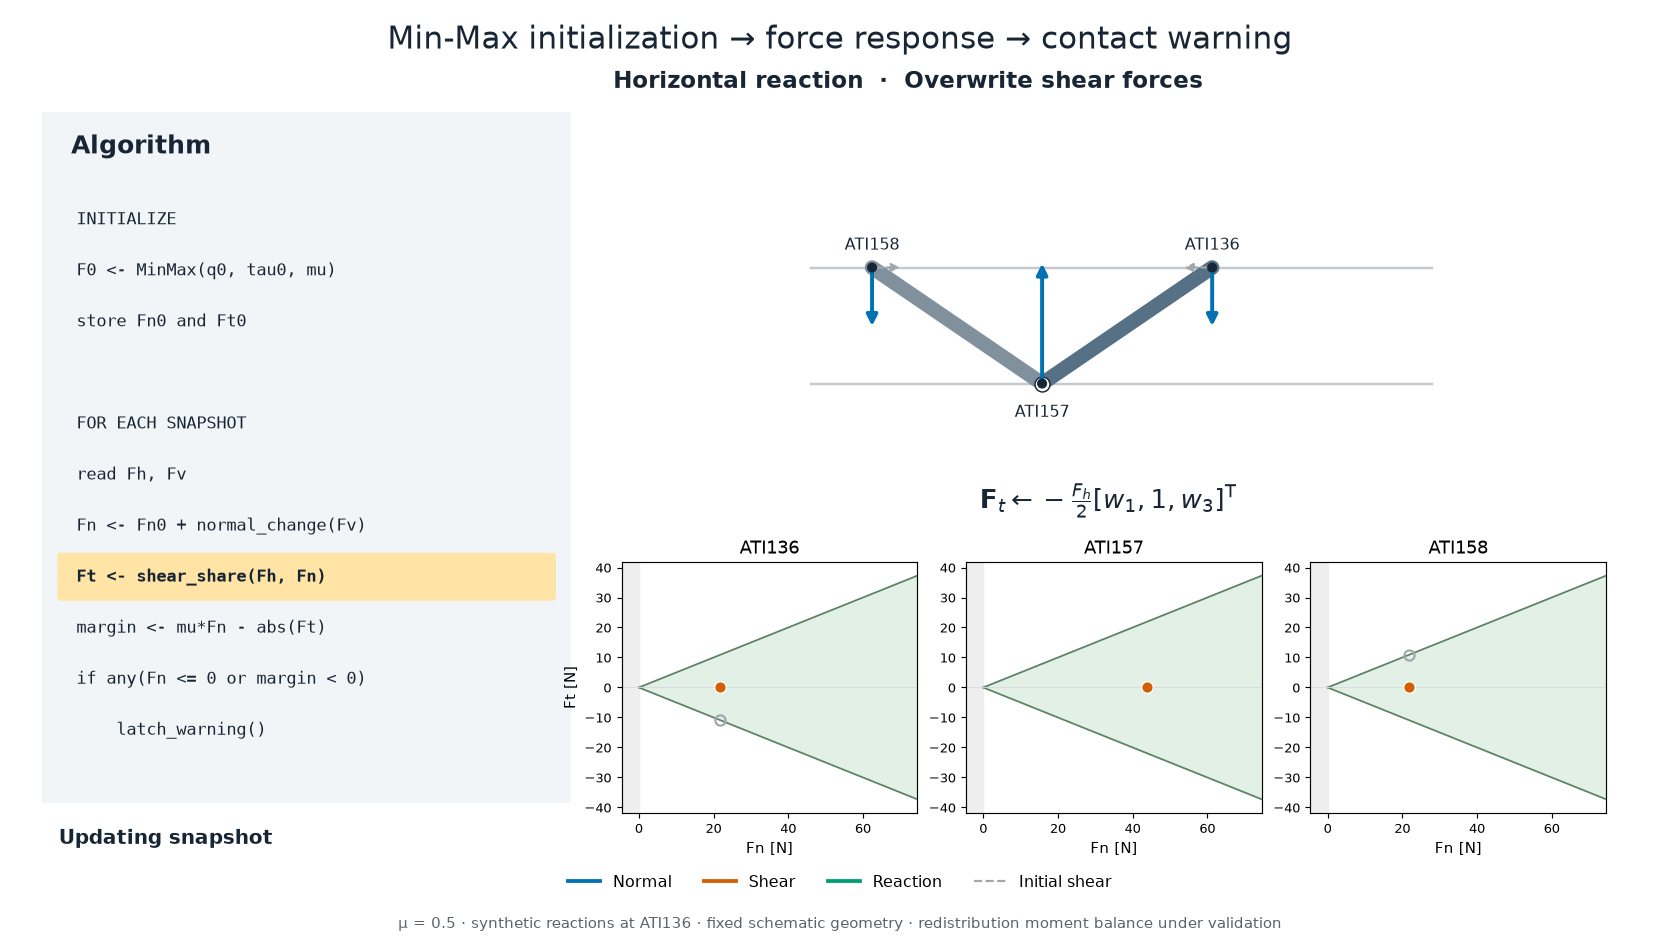 Min-Max initialization → force response → contact warning
Horizontal reaction · Overwrite shear forces
Algorithm
INITIALIZE
F0 <- MinMax(q0, tau0, mu)
store Fn0 and Ft0
FOR EACH SNAPSHOT
read Fh, Fv
Fn <- Fn0 + normal_change(Fv)
Ft <- shear_share(Fh, Fn)
margin <- mu*Fn - abs(Ft)
if any(Fn <= 0 or margin < 0)
latch_warning()
Updating snapshot
ATI158 ATI136
ATI157
F_t ← − F_h/2 [w_1, 1, w_3]^T
ATI136
Ft [N]
40
30
20
10
0
−10
−20
−30
−40
0 20 40 60
Fn [N]
ATI157
40
30
20
10
0
−10
−20
−30
−40
0 20 40 60
Fn [N]
ATI158
40
30
20
10
0
−10
−20
−30
−40
0 20 40 60
Fn [N]
Normal Shear Reaction Initial shear
μ = 0.5 · synthetic reactions at ATI136 · fixed schematic geometry · redistribution moment balance under validation